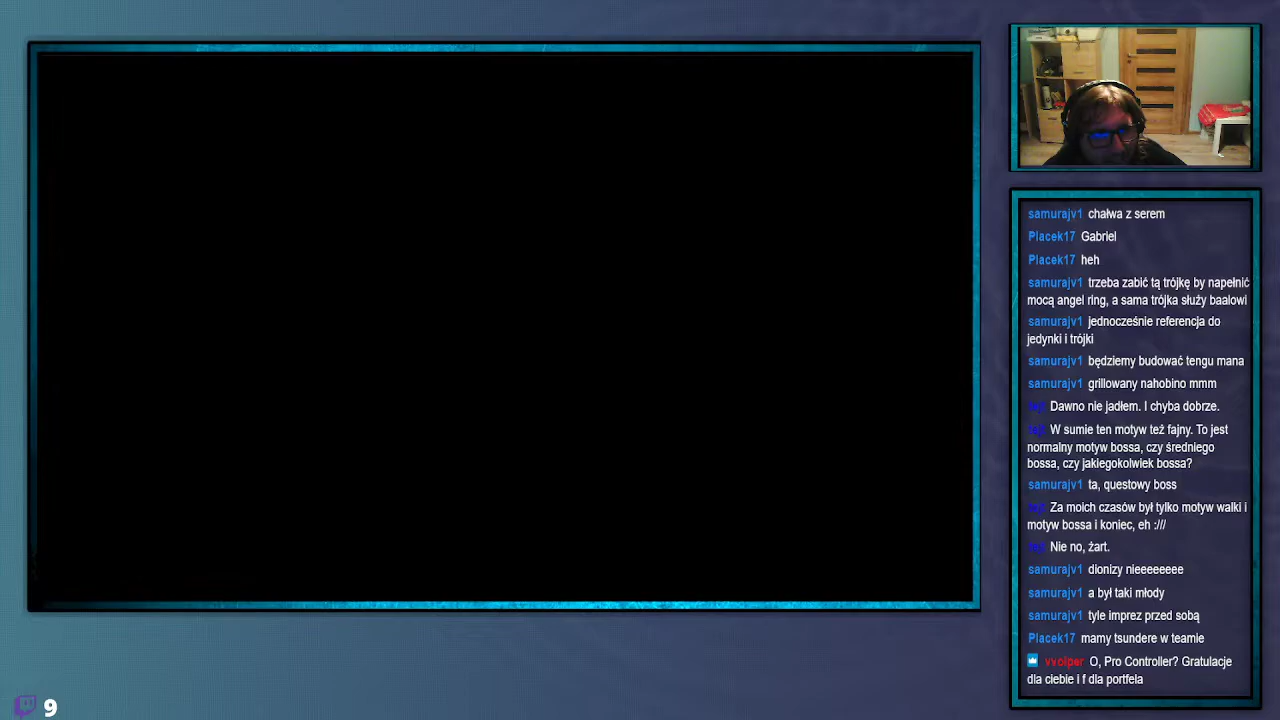 samurajv1 chałwa z serem
Placek17 Gabriel
Placek17 heh
samurajv1 trzeba zabić tą trójkę by napełnić
mocą angel ring, a sama trójka służy baalowi
samurajv1 jednocześnie referencja do
jedynki i trójki
samurajv1 będziemy budować tengu mana
samurajv1 grillowany nahobino mmm
Dawno nie jadłem. I chyba dobrze.
W sumie ten motyw też fajny. To jest
normalny motyw bossa, czy średniego
bossa, czy jakiegokolwiek bossa?
samurajv1 ta, questowy boss
Za moich czasów był tylko motyw walki i
motyw bossa i koniec, eh :///
Nie no, żart.
samurajv1 dionizy nieeeeeeee
samurajv1 a był taki młody
samurajv1 tyle imprez przed sobą
Placek17 mamy tsundere w teamie
vvolper O, Pro Controller? Gratulacje
dla ciebie i f dla portfela
9